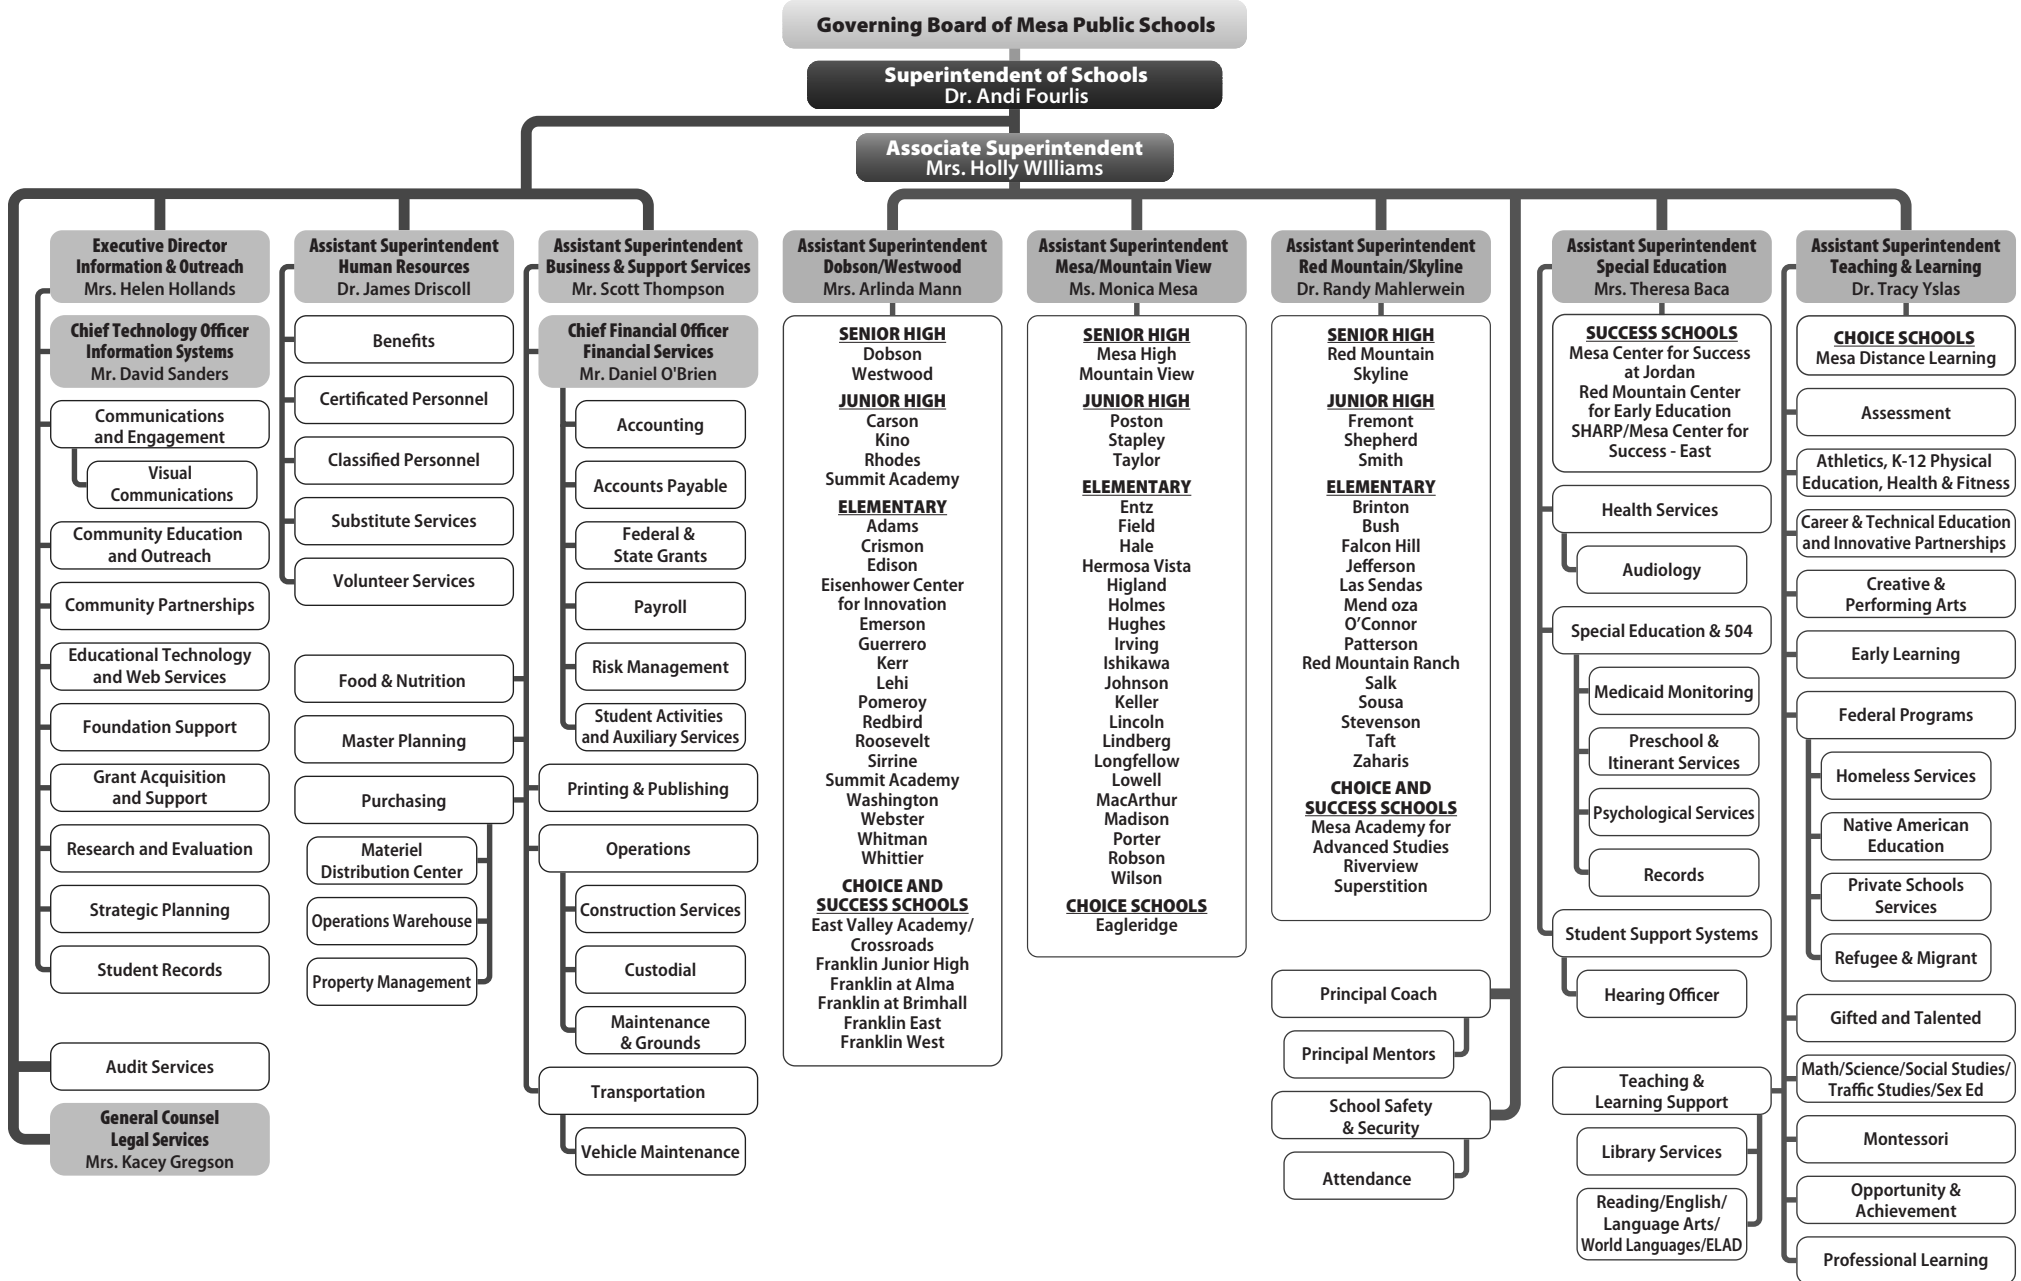 Governing Board of Mesa Public Schools
Superintendent of Schools
Dr. Andi Fourlis
Associate Superintendent
Mrs. Holly WIlliams
Executive Director
Information & Outreach
Mrs. Helen Hollands
Chief Technology Officer
Information Systems
Mr. David Sanders
Communications
and Engagement
Visual
Communications
Community Education
and Outreach
Community Partnerships
Educational Technology
and Web Services
Foundation Support
Grant Acquisition
and Support
Research and Evaluation
Strategic Planning
Student Records
Audit Services
General Counsel
Legal Services
Mrs. Kacey Gregson
Assistant Superintendent
Human Resources
Dr. James Driscoll
Benefits
Certificated Personnel
Classified Personnel
Substitute Services
Volunteer Services
Food & Nutrition
Master Planning
Purchasing
Materiel
Distribution Center
Operations Warehouse
Property Management
Assistant Superintendent
Business & Support Services
Mr. Scott Thompson
Chief Financial Officer
Financial Services
Mr. Daniel O'Brien
Accounting
Accounts Payable
Federal &
State Grants
Payroll
Risk Management
Student Activities
and Auxiliary Services
Printing & Publishing
Operations
Construction Services
Custodial
Maintenance
& Grounds
Transportation
Vehicle Maintenance
Assistant Superintendent
Dobson/Westwood
Mrs. Arlinda Mann
SENIOR HIGH
Dobson
Westwood
JUNIOR HIGH
Carson
Kino
Rhodes
Summit Academy
ELEMENTARY
Adams
Crismon
Edison
Eisenhower Center
for Innovation
Emerson
Guerrero
Kerr
Lehi
Pomeroy
Redbird
Roosevelt
Sirrine
Summit Academy
Washington
Webster
Whitman
Whittier
CHOICE AND
SUCCESS SCHOOLS
East Valley Academy/
Crossroads
Franklin Junior High
Franklin at Alma
Franklin at Brimhall
Franklin East
Franklin West
Assistant Superintendent
Mesa/Mountain View
Ms. Monica Mesa
SENIOR HIGH
Mesa High
Mountain View
JUNIOR HIGH
Poston
Stapley
Taylor
ELEMENTARY
Entz
Field
Hale
Hermosa Vista
Higland
Holmes
Hughes
Irving
Ishikawa
Johnson
Keller
Lincoln
Lindberg
Longfellow
Lowell
MacArthur
Madison
Porter
Robson
Wilson
CHOICE SCHOOLS
Eagleridge
Assistant Superintendent
Red Mountain/Skyline
Dr. Randy Mahlerwein
SENIOR HIGH
Red Mountain
Skyline
JUNIOR HIGH
Fremont
Shepherd
Smith
ELEMENTARY
Brinton
Bush
Falcon Hill
Jefferson
Las Sendas
Mend oza
O’Connor
Patterson
Red Mountain Ranch
Salk
Sousa
Stevenson
Taft
Zaharis
CHOICE AND
SUCCESS SCHOOLS
Mesa Academy for
Advanced Studies
Riverview
Superstition
Principal Coach
Principal Mentors
School Safety
& Security
Attendance
Assistant Superintendent
Special Education
Mrs. Theresa Baca
SUCCESS SCHOOLS
Mesa Center for Success
at Jordan
Red Mountain Center
for Early Education
SHARP/Mesa Center for
Success - East
Health Services
Audiology
Special Education & 504
Medicaid Monitoring
Preschool &
Itinerant Services
Psychological Services
Records
Student Support Systems
Hearing Officer
Teaching &
Learning Support
Library Services
Reading/English/
Language Arts/
World Languages/ELAD
Assistant Superintendent
Teaching & Learning
Dr. Tracy Yslas
CHOICE SCHOOLS
Mesa Distance Learning
Assessment
Athletics, K-12 Physical
Education, Health & Fitness
Career & Technical Education
and Innovative Partnerships
Creative &
Performing Arts
Early Learning
Federal Programs
Homeless Services
Native American
Education
Private Schools
Services
Refugee & Migrant
Gifted and Talented
Math/Science/Social Studies/
Traffic Studies/Sex Ed
Montessori
Opportunity &
Achievement
Professional Learning